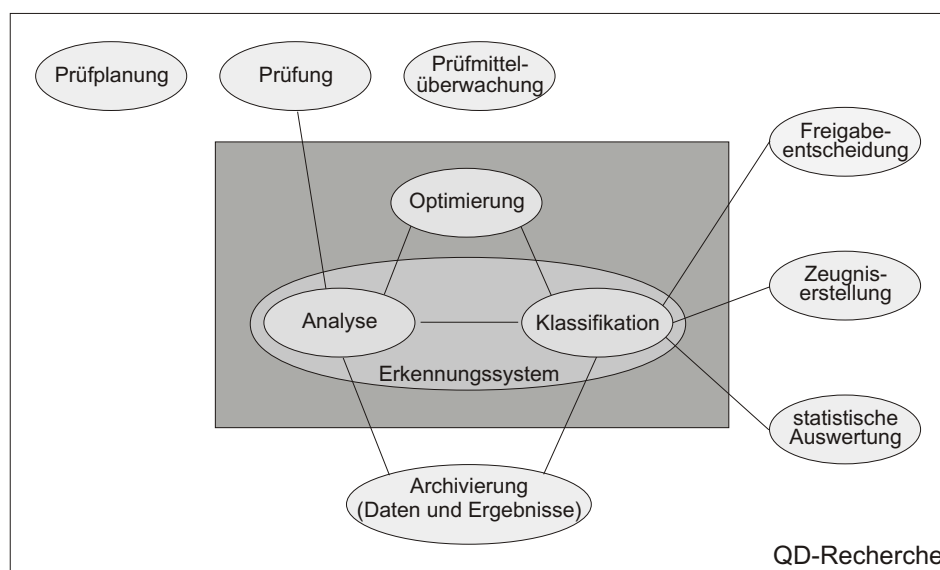 Prüfplanung
Prüfung
Prüfmittel-
überwachung
Freigabe-
entscheidung
Optimierung
Zeugnis-
erstellung
Analyse
Klassifikation
Erkennungssystem
statistische
Auswertung
Archivierung
(Daten und Ergebnisse)
QD-Recherche